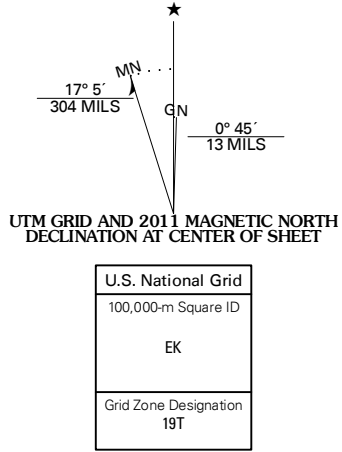 ★
MN
17° 5´
304 MILS
GN
0° 45´
13 MILS
UTM GRID AND 2011 MAGNETIC NORTH
DECLINATION AT CENTER OF SHEET
U.S. National Grid
100,000-m Square ID
EK
Grid Zone Designation
19T